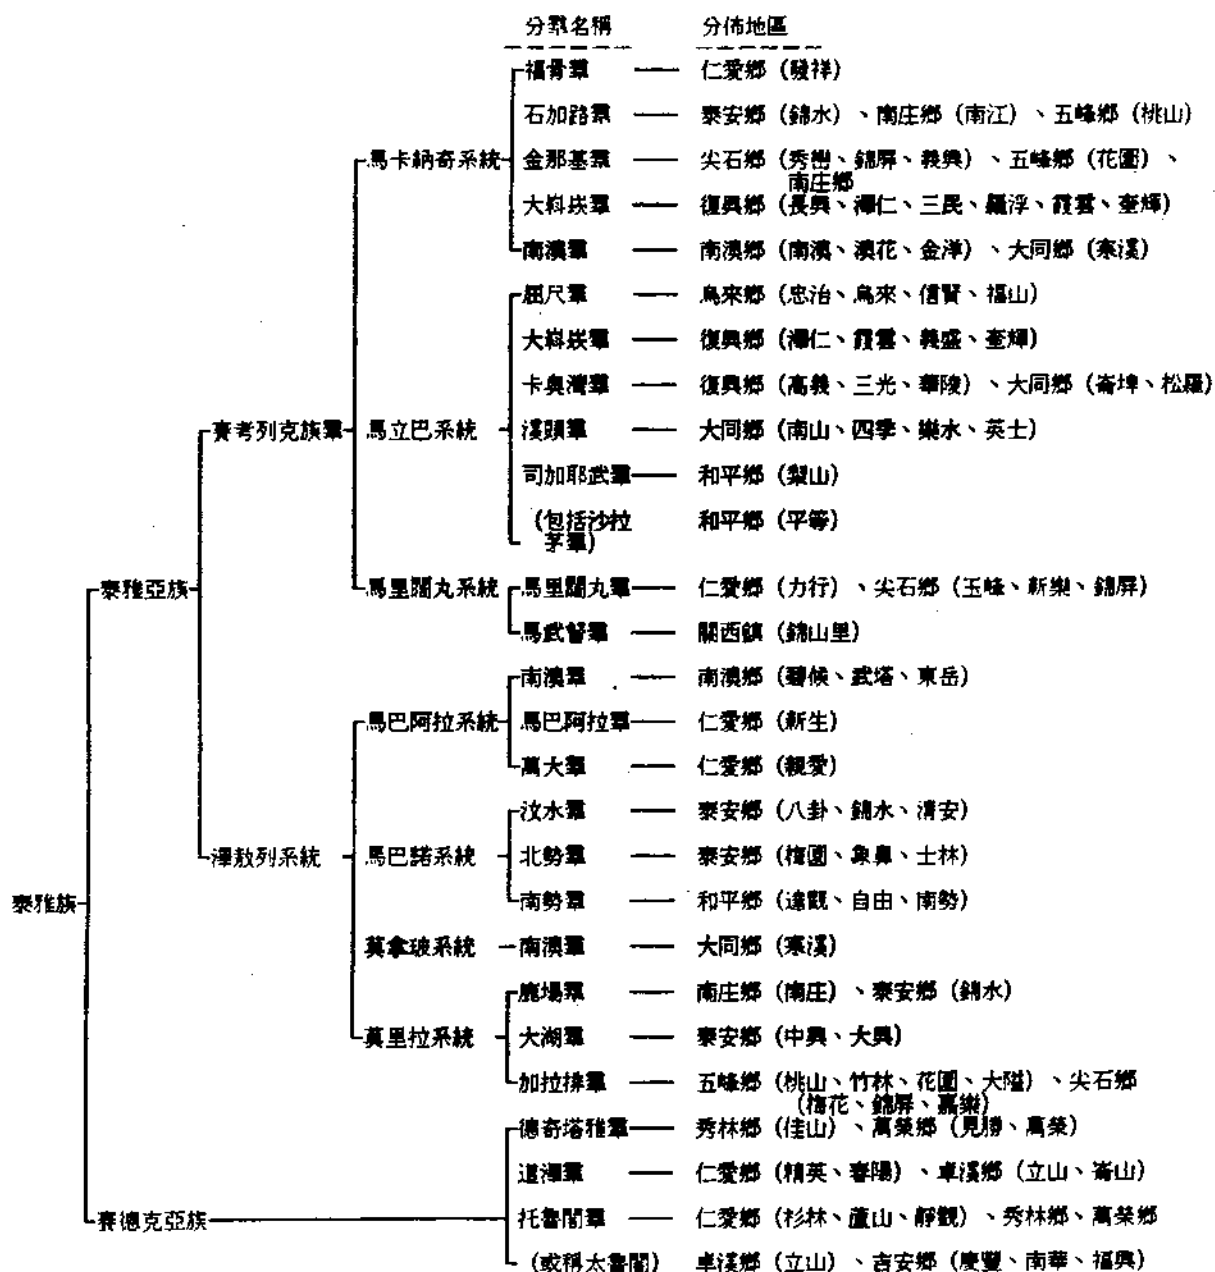 分羣名稱 分佈地區
福骨羣 仁愛鄉（發祥）
石加路羣 泰安鄉（錦水）、南庄鄉（南江）、五峰鄉（桃山）
馬卡納奇系統 金那基羣 尖石鄉（秀巒、錦屏、義興）、五峰鄉（花園）、
南庄鄉
大嵙崁羣 復興鄉（長興、澤仁、三民、羅浮、霞雲、奎輝）
南澳羣 南澳鄉（南澳、澳花、金洋）、大同鄉（寒溪）
屈尺羣 烏來鄉（忠治、烏來、信賢、福山）
大嵙崁羣 復興鄉（澤仁、霞雲、義盛、奎輝）
卡奧灣羣 復興鄉（高義、三光、華陵）、大同鄉（崙埤、松羅）
賽考列克族羣 馬立巴系統 溪頭羣 大同鄉（南山、四季、樂水、英士）
司加耶武羣 和平鄉（梨山）
（包括沙拉 和平鄉（平等）
茅羣）
泰雅亞族 馬里闊丸系統 馬里闊丸羣 仁愛鄉（力行）、尖石鄉（玉峰、新樂、錦屏）
馬武督羣 關西鎮（錦山里）
南澳羣 南澳鄉（碧候、武塔、東岳）
馬巴阿拉系統 馬巴阿拉羣 仁愛鄉（新生）
萬大羣 仁愛鄉（親愛）
汶水羣 泰安鄉（八卦、錦水、清安）
澤敖列系統 馬巴諾系統 北勢羣 泰安鄉（梅園、象鼻、士林）
泰雅族 南勢羣 和平鄉（達觀、自由、南勢）
莫拿玻系統 南澳羣 大同鄉（寒溪）
鹿場羣 南庄鄉（南庄）、泰安鄉（錦水）
莫里拉系統 大湖羣 泰安鄉（中興、大興）
加拉排羣 五峰鄉（桃山、竹林、花園、大隘）、尖石鄉
（梅花、錦屏、嘉樂）
德奇塔雅羣 秀林鄉（佳山）、萬榮鄉（見勝、萬榮）
道澤羣 仁愛鄉（精英、春陽）、卓溪鄉（立山、崙山）
賽德克亞族 托魯閣羣 仁愛鄉（杉林、廬山、靜觀）、秀林鄉、萬榮鄉
（或稱太魯閣） 卓溪鄉（立山）、吉安鄉（慶豐、南華、福興）